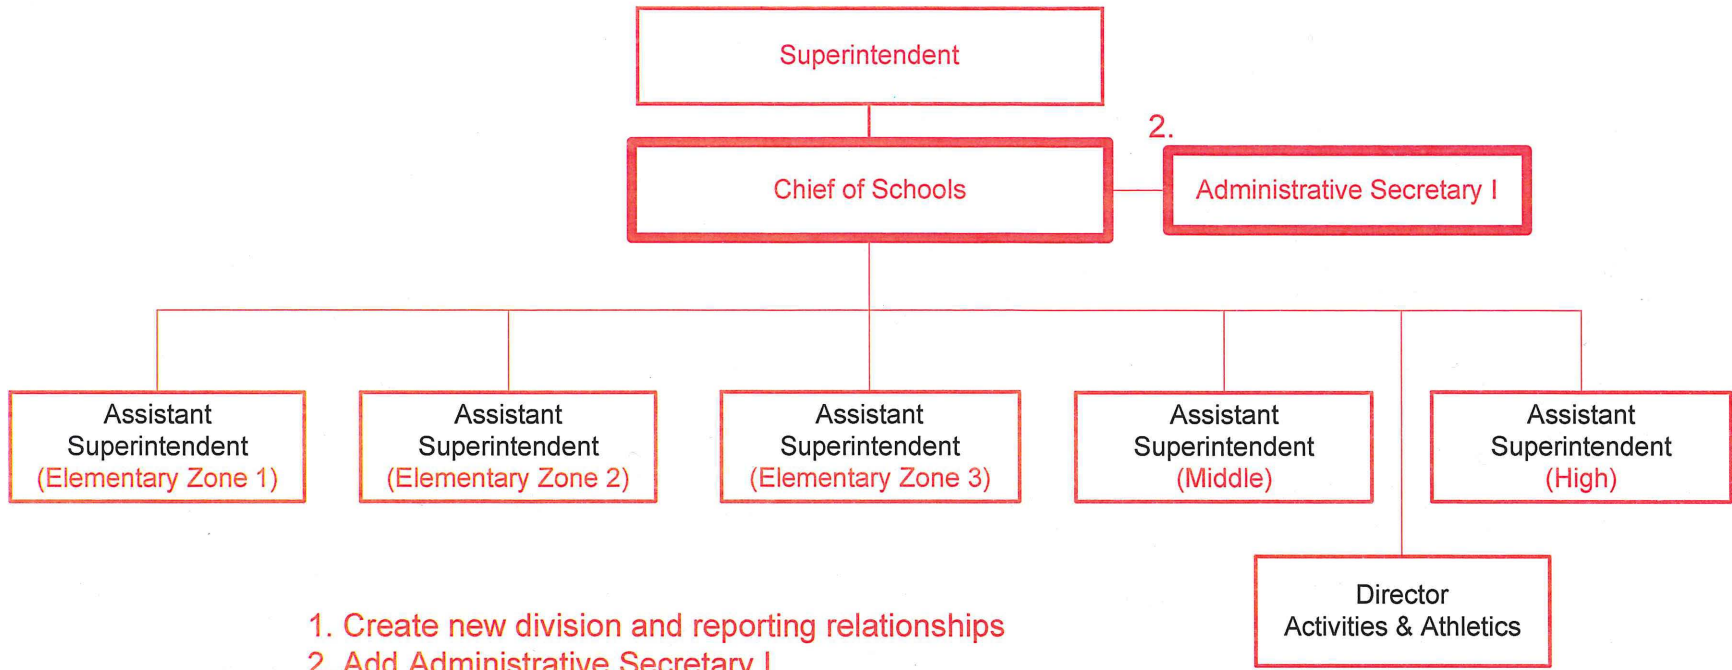 Superintendent
2.
Chief of Schools
Administrative Secretary I
Assistant
Superintendent
(Elementary Zone 1)
Assistant
Superintendent
(Elementary Zone 2)
Assistant
Superintendent
(Elementary Zone 3)
Assistant
Superintendent
(Middle)
Assistant
Superintendent
(High)
Director
Activities & Athletics
1. Create new division and reporting relationships
2. Add Administrative Secretary I